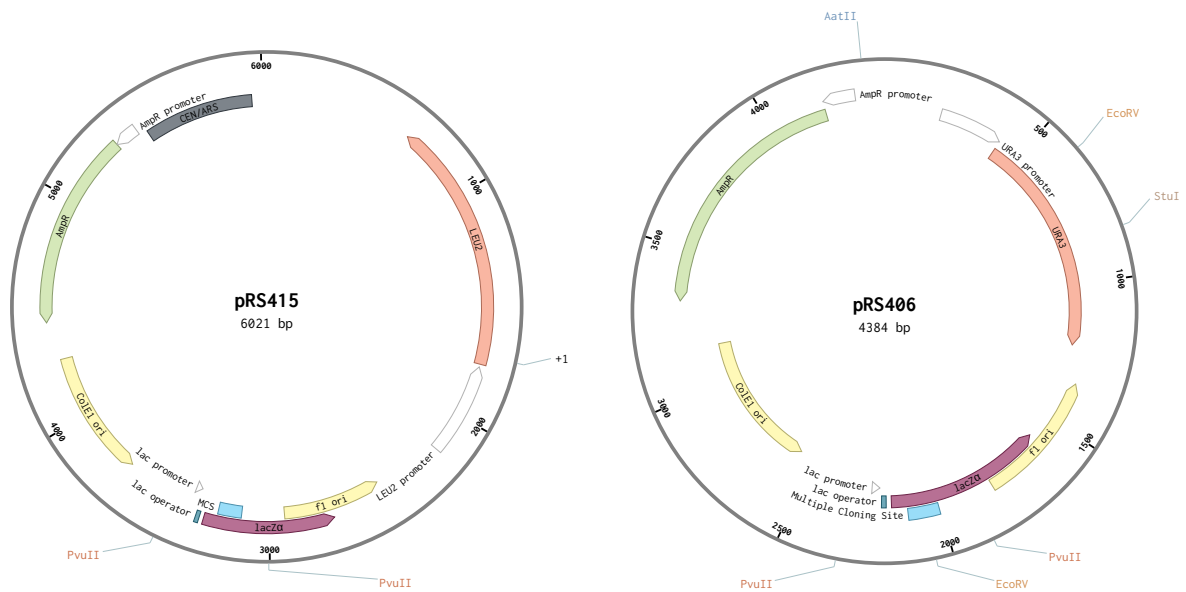 6000
AmpR promoter
CEN/ARS
5000
1000
AmpR
LEU2
pRS415
6021 bp
+1
ColE1 ori
4000
2000
lac promoter
LEU2 promoter
lac operator
MCS
f1 ori
lacZα
3000
PvuII
PvuII
AatII
4000
AmpR promoter
500
EcoRV
URA3 promoter
AmpR
StuI
3500
URA3
1000
pRS406
4384 bp
3000
ColE1 ori
f1 ori
1500
lac promoter
lacZα
lac operator
Multiple Cloning Site
2500
2000
PvuII
PvuII
EcoRV